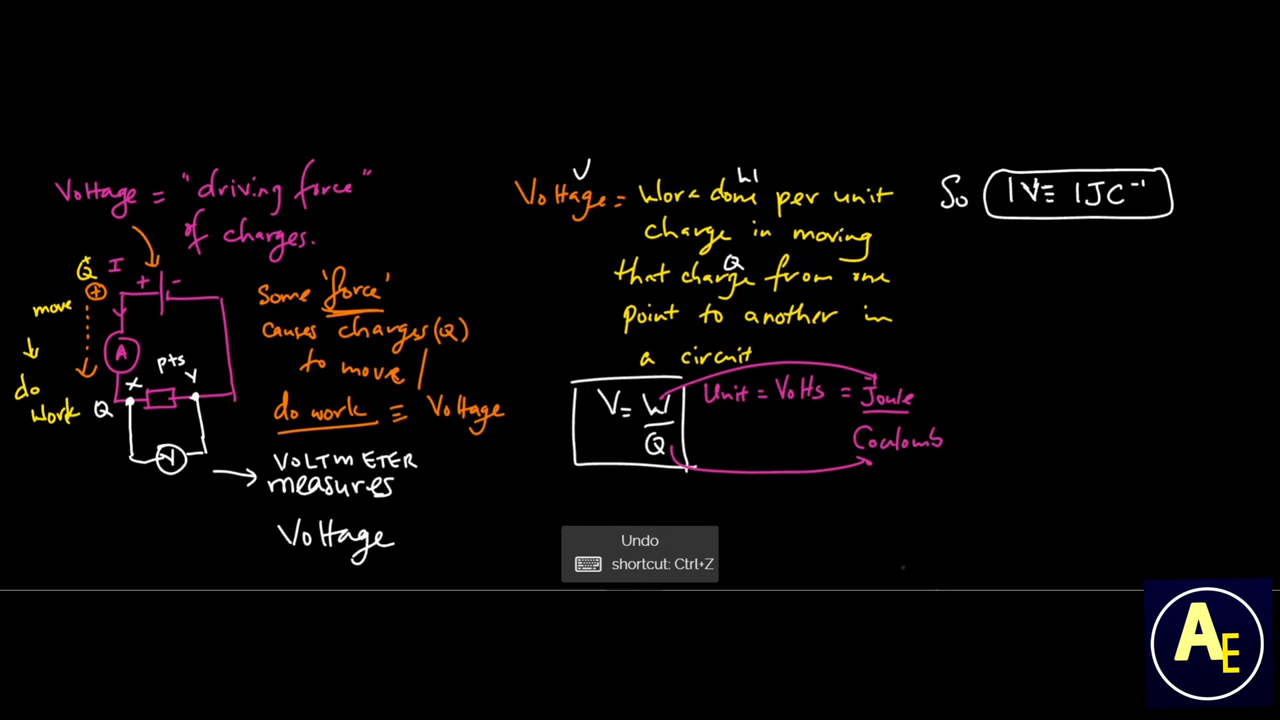 Voltage = "driving force"
of charges.
Q
I
+ -
+
move
↓
do
work
A
pts
X Y
Q
V
Some 'force'
causes charges (Q)
to move /
do work ≡ Voltage
→ VOLTMETER
measures
Voltage
V W
Voltage = Work done per unit
charge in moving
Q
that charge from one
point to another in
a circuit
V = W
Q
Unit = Volts = Joule
Coulomb
So 1V ≡ 1JC⁻¹
Undo
shortcut: Ctrl+Z
AE